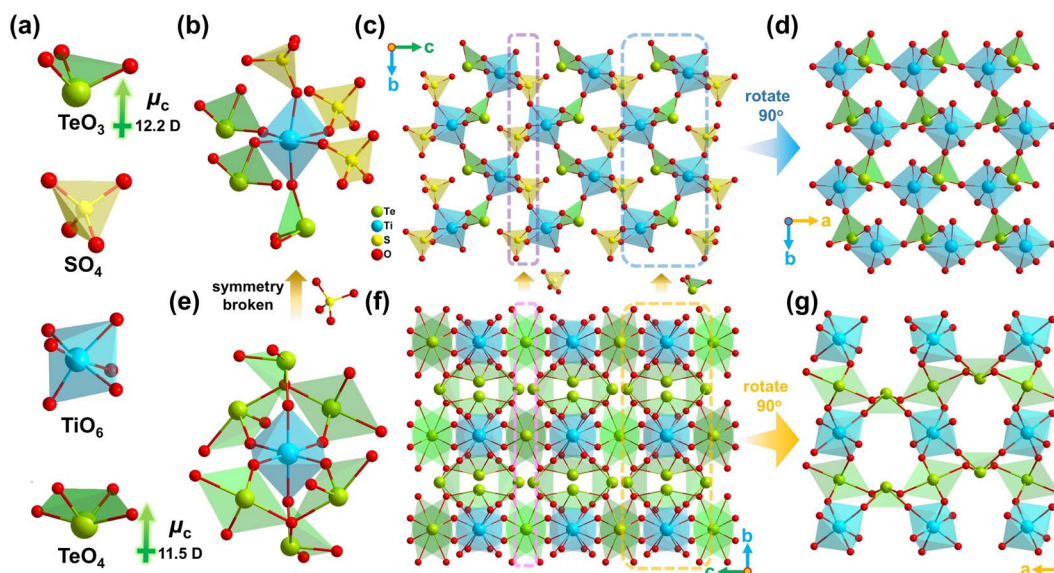 (a)
TeO3
μc
12.2 D
SO4
TiO6
TeO4
μc
11.5 D
(b)
(c)
c
b
Te
Ti
S
O
rotate
90°
(d)
a
b
(e)
symmetry
broken
(f)
b
c
rotate
90°
(g)
a